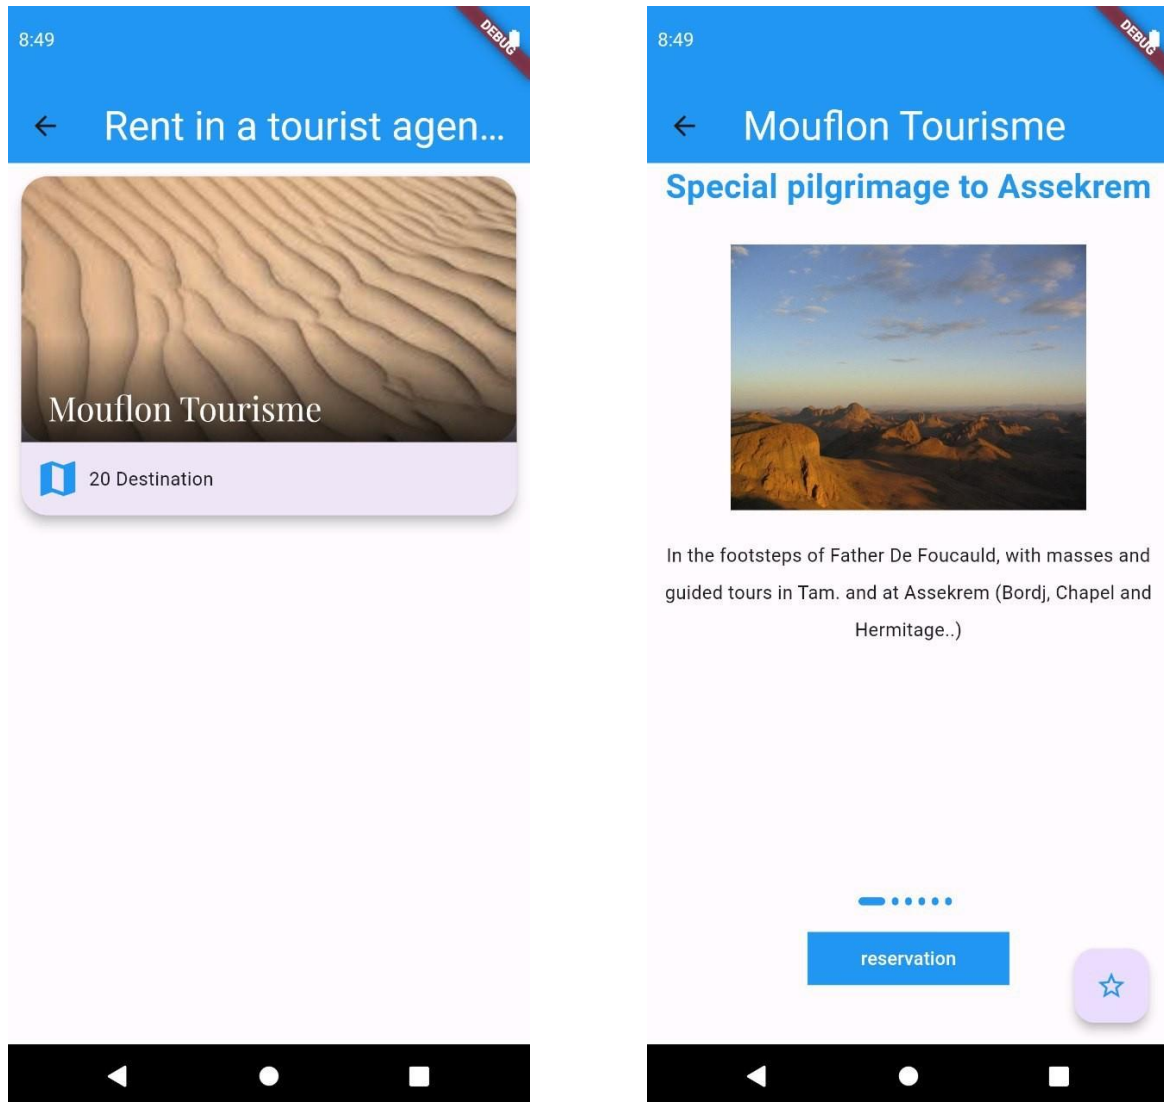 8:49
DEBUG
Rent in a tourist agen...
Mouflon Tourisme
20 Destination
8:49
DEBUG
Mouflon Tourisme
Special pilgrimage to Assekrem
In the footsteps of Father De Foucauld, with masses and
guided tours in Tam. and at Assekrem (Bordj, Chapel and
Hermitage..)
reservation